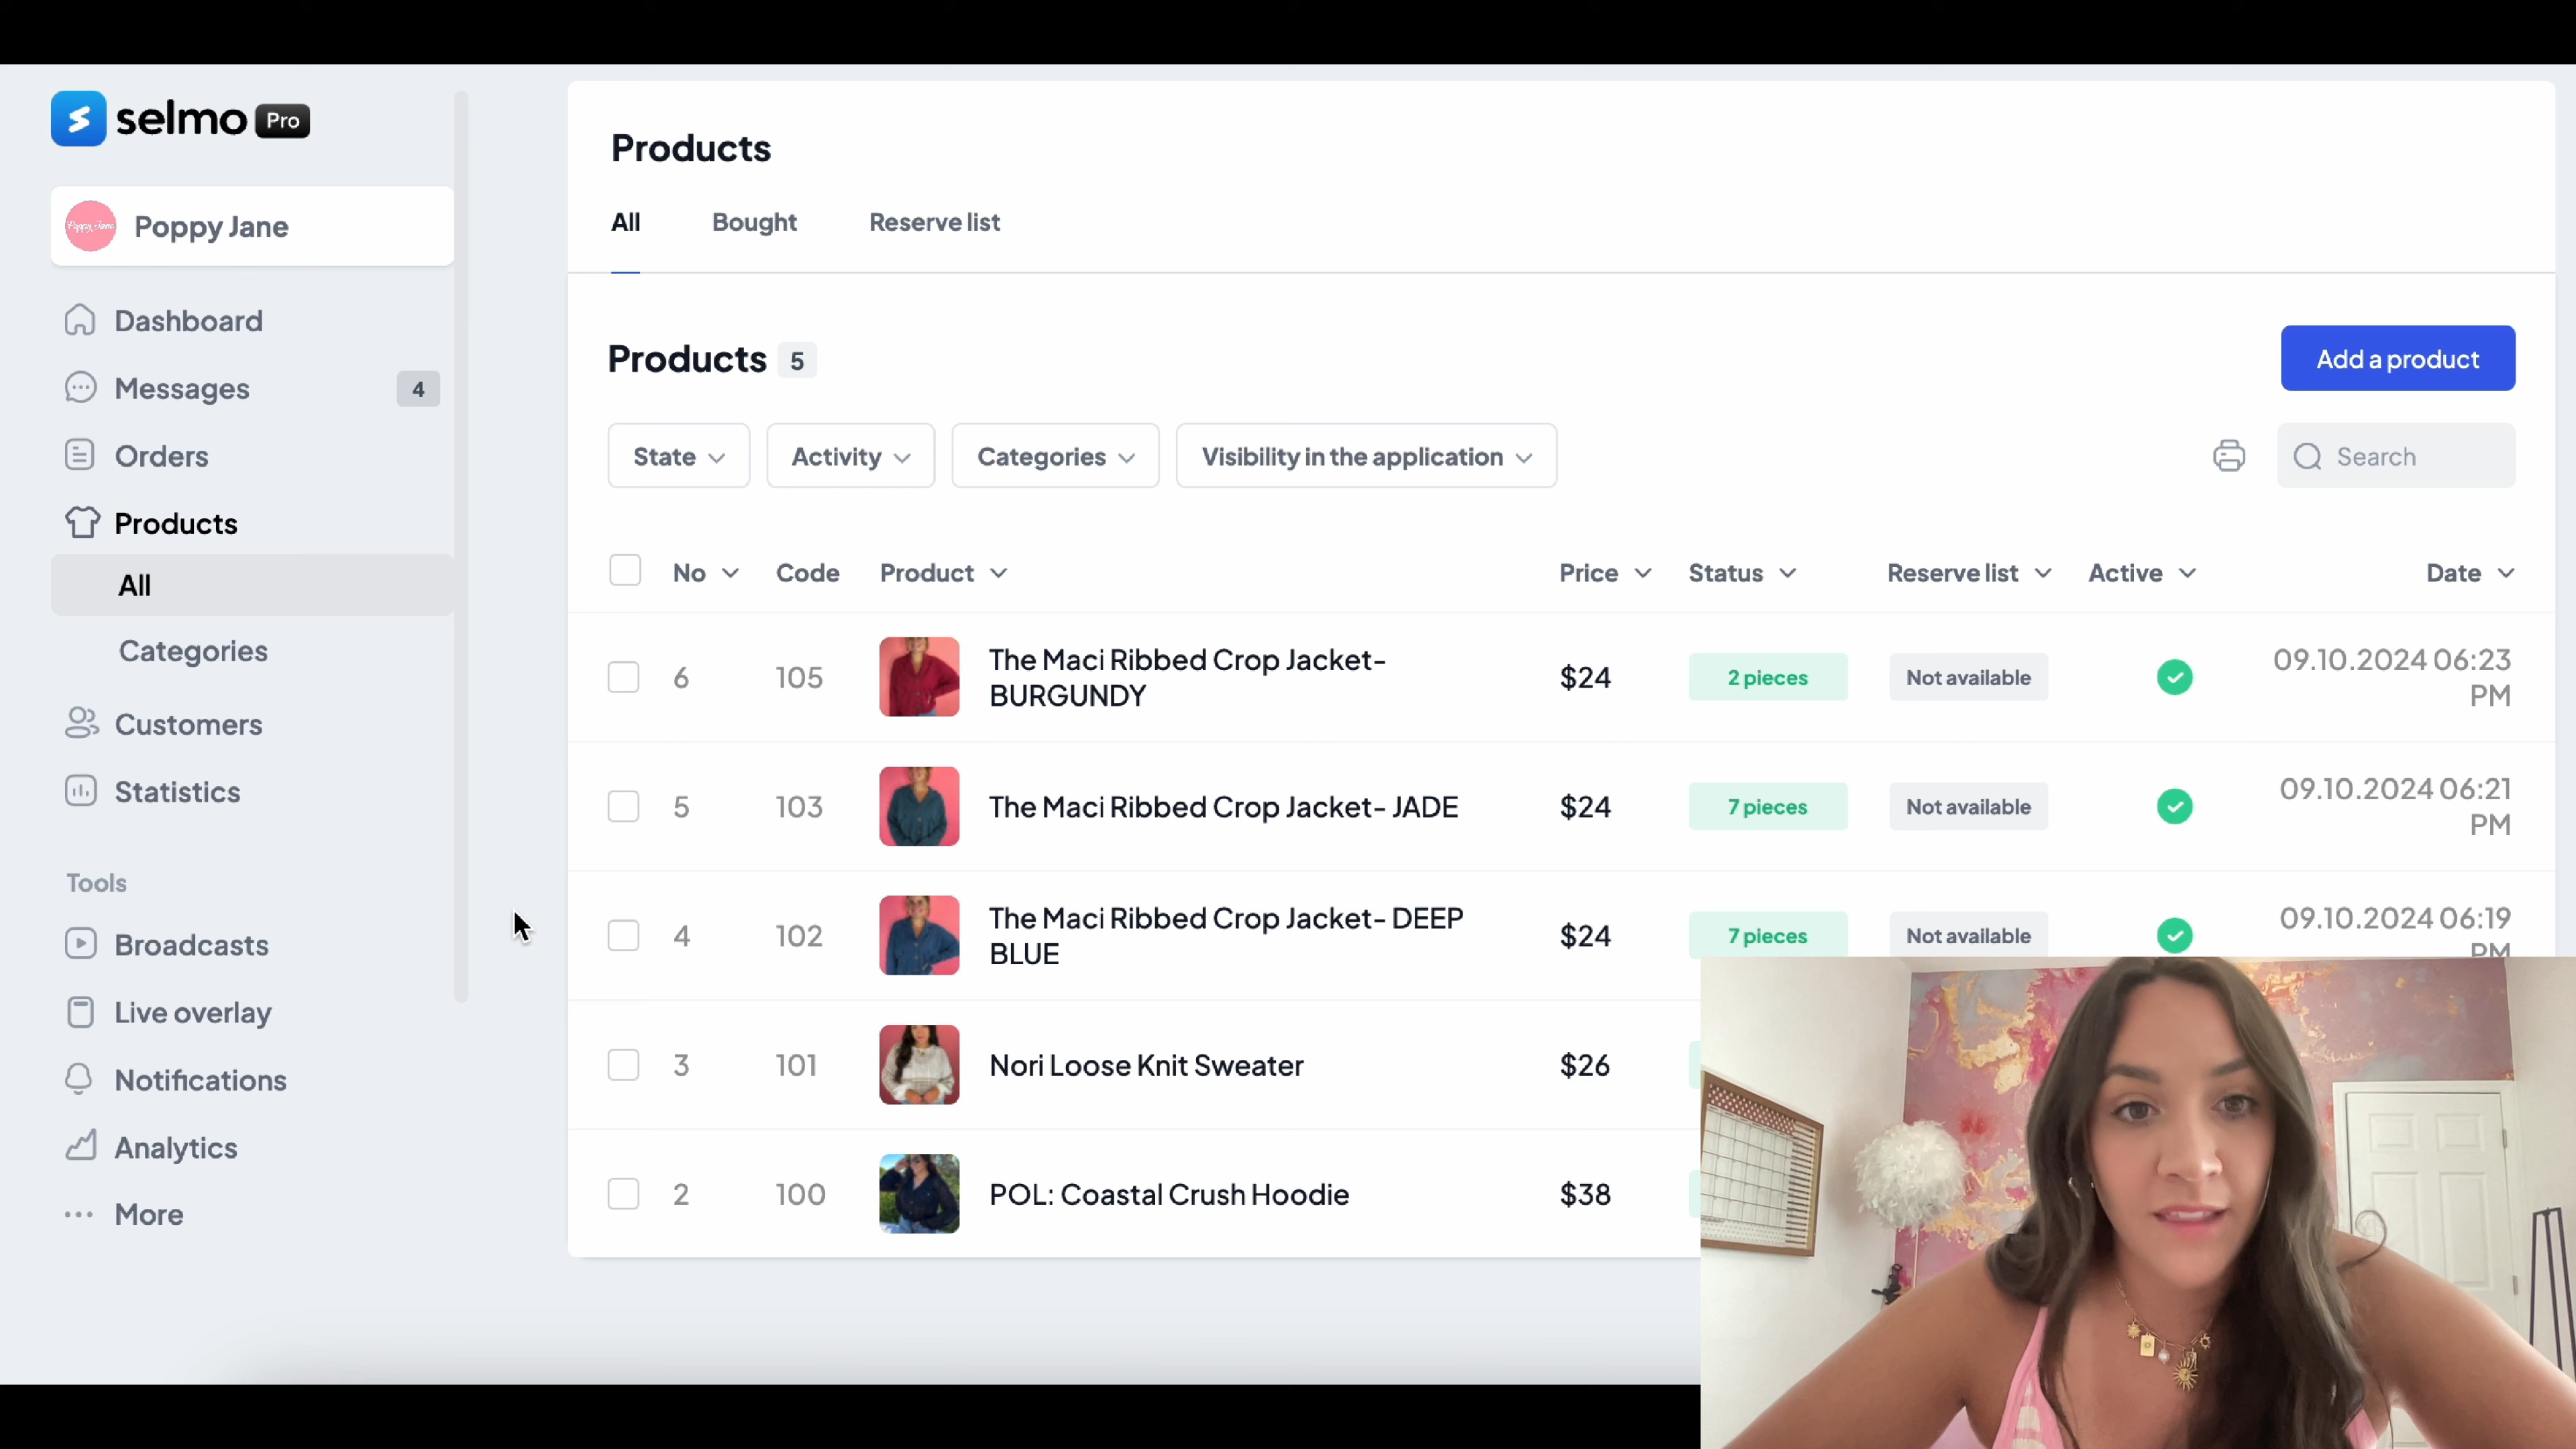 selmo Pro
Poppy Jane
Poppy Jane
Dashboard
Messages 4
Orders
Products
All
Categories
Customers
Statistics
Tools
Broadcasts
Live overlay
Notifications
Analytics
More
Products
All Bought Reserve list
Products 5
Add a product
State Activity Categories Visibility in the application
Search
No Code Product Price Status Reserve list Active Date
6 105 The Maci Ribbed Crop Jacket-
BURGUNDY
$24 2 pieces Not available 09.10.2024 06:23
PM
5 103 The Maci Ribbed Crop Jacket- JADE $24 7 pieces Not available 09.10.2024 06:21
PM
4 102 The Maci Ribbed Crop Jacket- DEEP
BLUE
$24 7 pieces Not available 09.10.2024 06:19
PM
3 101 Nori Loose Knit Sweater $26
2 100 POL: Coastal Crush Hoodie $38